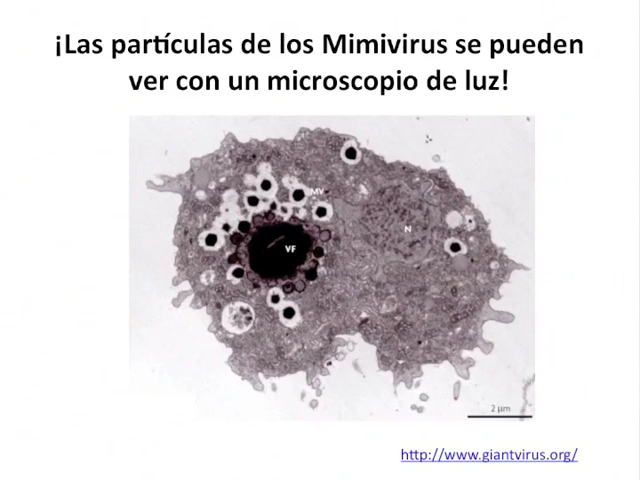 ¡Las partículas de los Mimivirus se pueden
ver con un microscopio de luz!
MV
VF
N
2 µm
http://www.giantvirus.org/